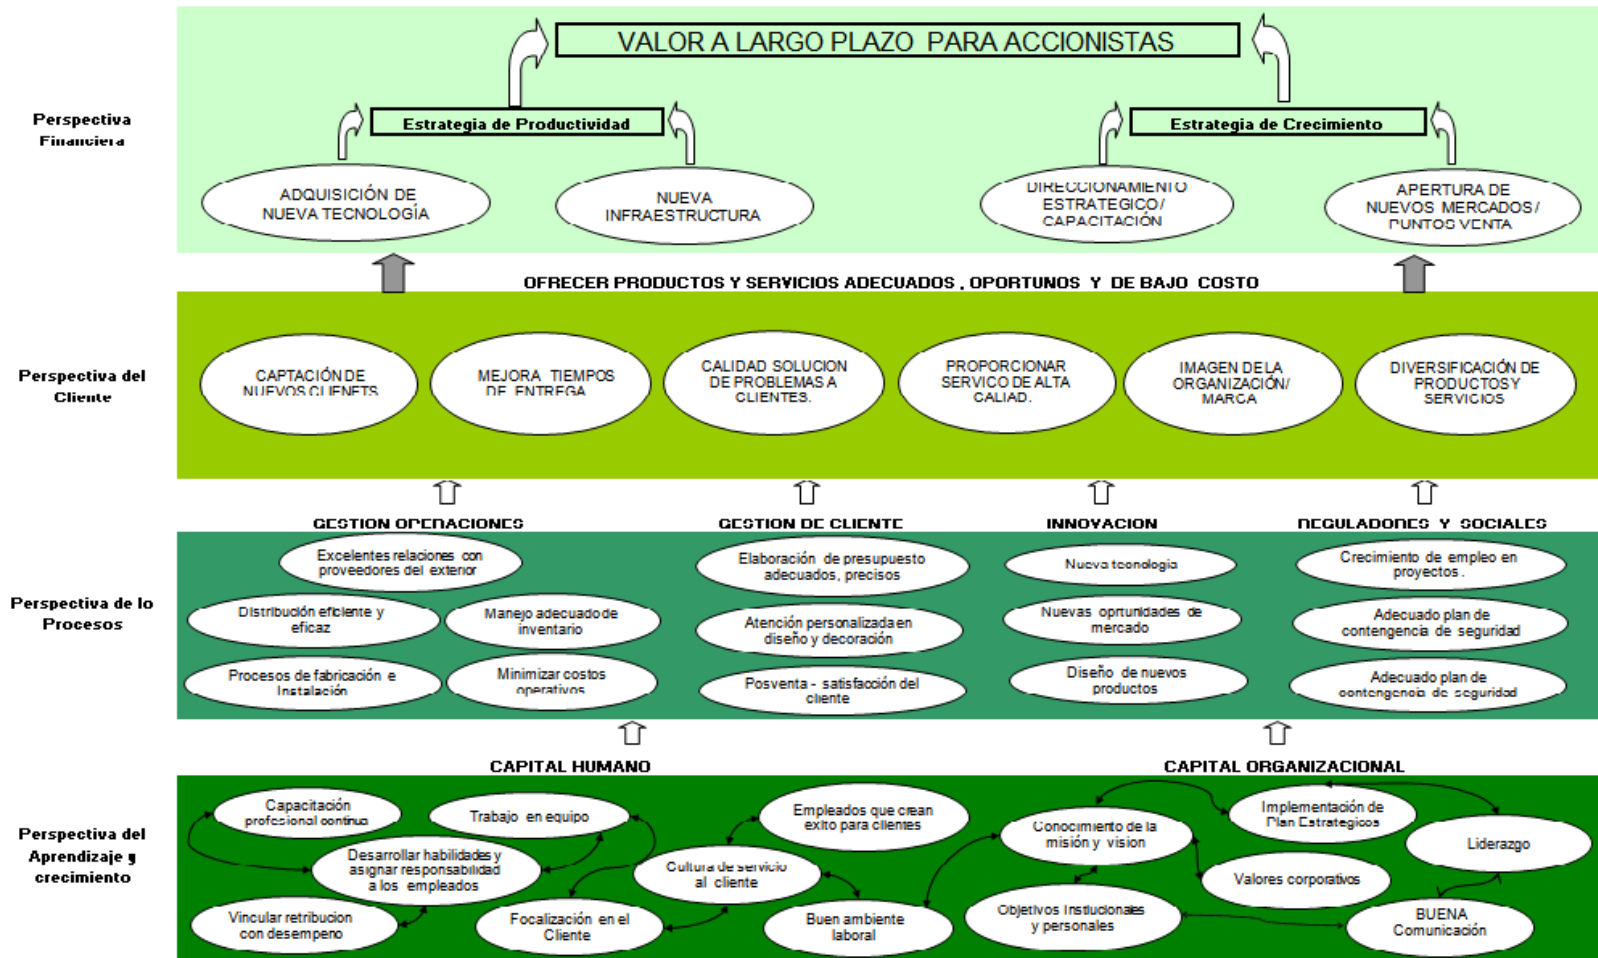 VALOR A LARGO PLAZO PARA ACCIONISTAS
Perspectiva
Financiera
Estrategia de Productividad
Estrategia de Crecimiento
ADQUISICIÓN DE
NUEVA TECNOLOGÍA
NUEVA
INFRAESTRUCTURA
DIRECCIONAMIENTO
ESTRATEGICO/
CAPACITACIÓN
APERTURA DE
NUEVOS MERCADOS/
PUNTOS VENTA
OFRECER PRODUCTOS Y SERVICIOS ADECUADOS , OPORTUNOS Y DE BAJO COSTO
Perspectiva del
Cliente
CAPTACIÓN DE
NUEVOS CLIENETS
MEJORA TIEMPOS
DE ENTREGA
CALIDAD SOLUCION
DE PROBLEMAS A
CLIENTES.
PROPORCIONAR
SERVICO DE ALTA
CALIAD.
IMAGEN DE LA
ORGANIZACIÓN/
MARCA
DIVERSIFICACIÓN DE
PRODUCTOS Y
SERVICIOS
GESTION OPERACIONES
GESTION DE CLIENTE
INNOVACION
REGULADORES Y SOCIALES
Perspectiva de lo
Procesos
Excelentes relaciones con
proveedores del exterior
Distribución eficiente y
eficaz
Manejo adecuado de
inventario
Procesos de fabricación e
Instalación
Minimizar costos
operativos
Elaboración de presupuesto
adecuados, precisos
Atención personalizada en
diseño y decoración
Posventa - satisfacción del
cliente
Nueva tecnologia
Nuevas oprtunidades de
mercado
Diseño de nuevos
productos
Crecimiento de empleo en
proyectos .
Adecuado plan de
contengencia de seguridad
Adecuado plan de
contengencia de seguridad
CAPITAL HUMANO
CAPITAL ORGANIZACIONAL
Perspectiva del
Aprendizaje y
crecimiento
Capacitación
profesional continua
Trabajo en equipo
Desarrollar habilidades y
asignar responsabilidad
a los empleados
Vincular retribucion
con desempeno
Focalización en el
Cliente
Empleados que crean
exito para clientes
Cultura de servicio
al cliente
Buen ambiente
laboral
Conocimiento de la
misión y vision
Objetivos Institucionales
y personales
Implementación de
Plan Estrategicos
Valores corporativos
Liderazgo
BUENA
Comunicación